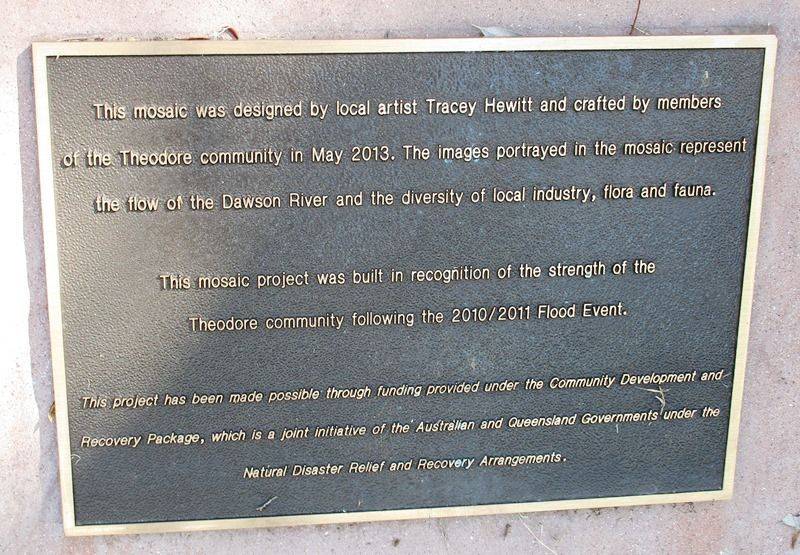 This mosaic was designed by local artist Tracey Hewitt and crafted by members
of the Theodore community in May 2013. The images portrayed in the mosaic represent
the flow of the Dawson River and the diversity of local industry, flora and fauna.
This mosaic project was built in recognition of the strength of the
Theodore community following the 2010/2011 Flood Event.
This project has been made possible through funding provided under the Community Development and
Recovery Package, which is a joint initiative of the Australian and Queensland Governments under the
Natural Disaster Relief and Recovery Arrangements.